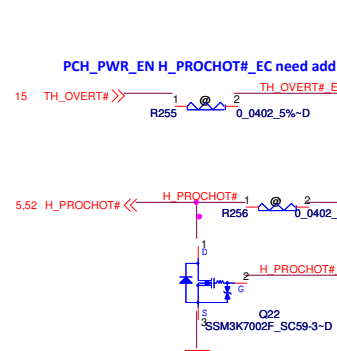 PCH_PWR_EN H_PROCHOT#_EC need add
TH_OVERT#_E
15 TH_OVERT# 1 @ 2
R255 0_0402_5%~D
H_PROCHOT#
5,52 H_PROCHOT# 1 @ 2
R256 0_0402_
1
D
2 H_PROCHOT#_
G
S Q22
3 SSM3K7002F_SC59-3~D